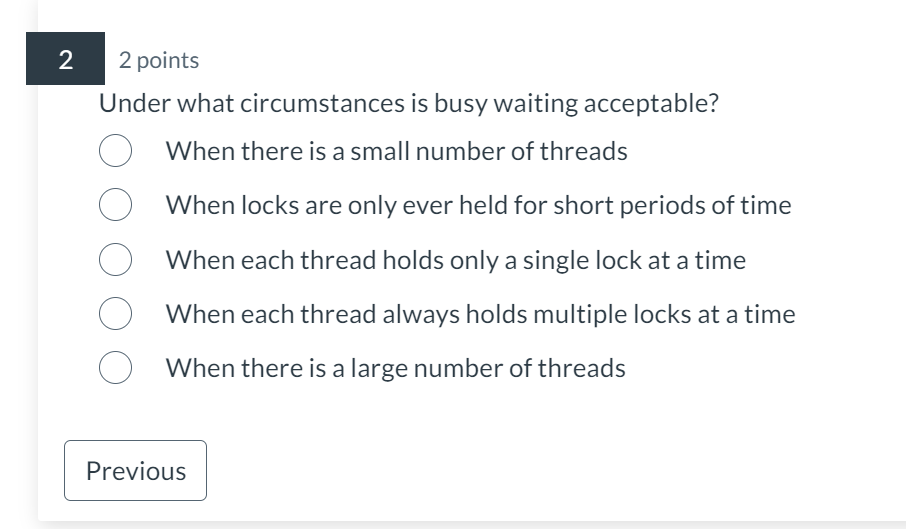 2 2 points
Under what circumstances is busy waiting acceptable?
When there is a small number of threads
When locks are only ever held for short periods of time
When each thread holds only a single lock at a time
When each thread always holds multiple locks at a time
When there is a large number of threads
Previous